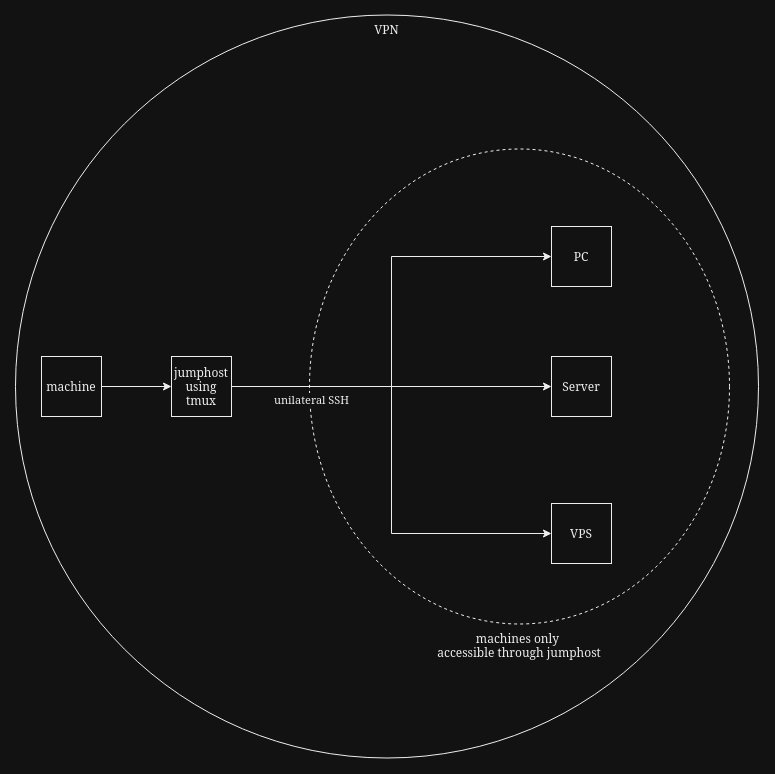 VPN
PC
machine
jumphost
using
tmux
unilateral SSH
Server
VPS
machines only
accessible through jumphost